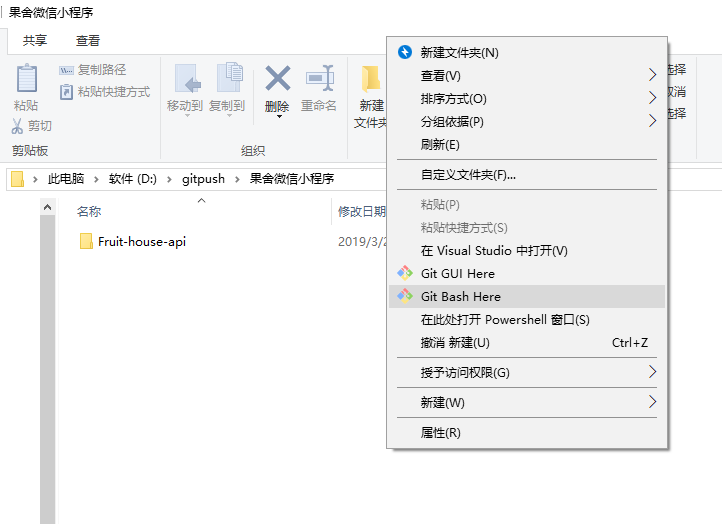 果舍微信小程序
共享 查看
粘贴
复制路径
粘贴快捷方式
剪切
剪贴板
移动到 复制到 删除 重命名
组织
新建
文件夹
选择
取消
选择
此电脑 软件 (D:) gitpush 果舍微信小程序
名称 修改日期
Fruit-house-api 2019/3/2
新建文件夹(N)
查看(V)
排序方式(O)
分组依据(P)
刷新(E)
自定义文件夹(F)...
粘贴(P)
粘贴快捷方式(S)
在 Visual Studio 中打开(V)
Git GUI Here
Git Bash Here
在此处打开 Powershell 窗口(S)
撤消 新建(U) Ctrl+Z
授予访问权限(G)
新建(W)
属性(R)